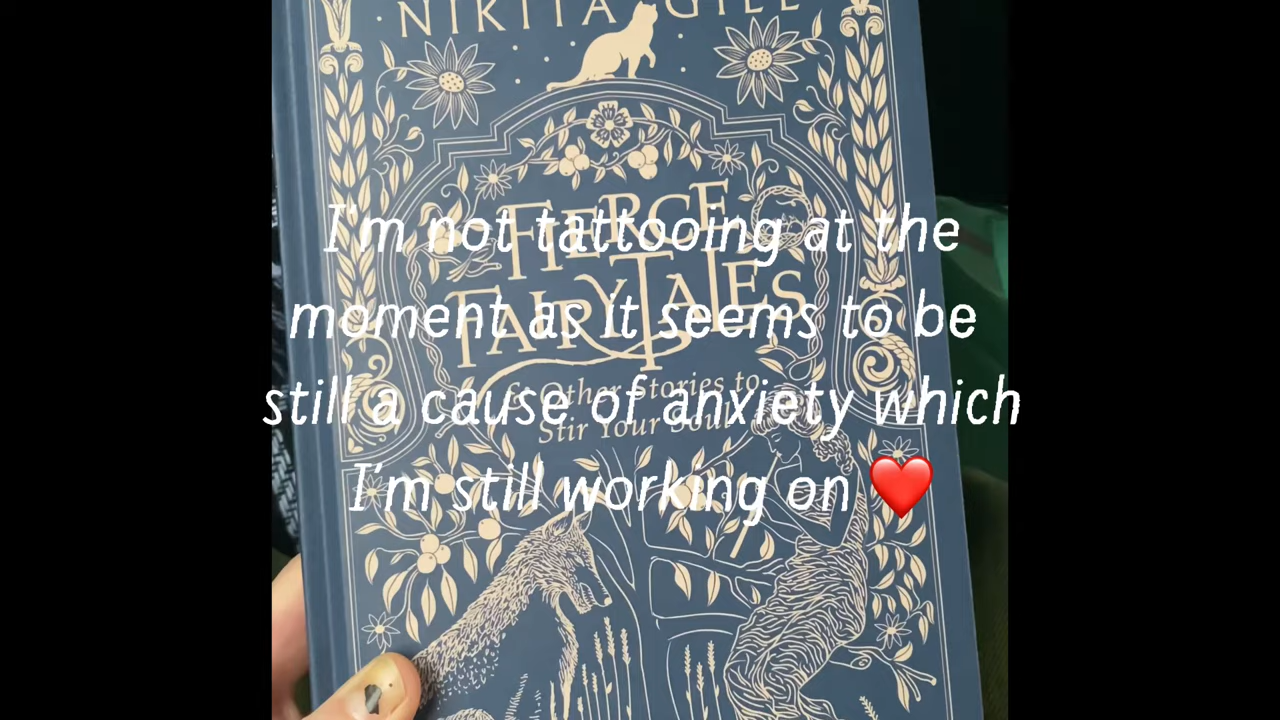 NIKITA GILL
FIERCE
FAIRYTALES
& Other Stories to
Stir Your Soul
I'm not tattooing at the
moment as it seems to be
still a cause of anxiety which
I'm still working on ❤️